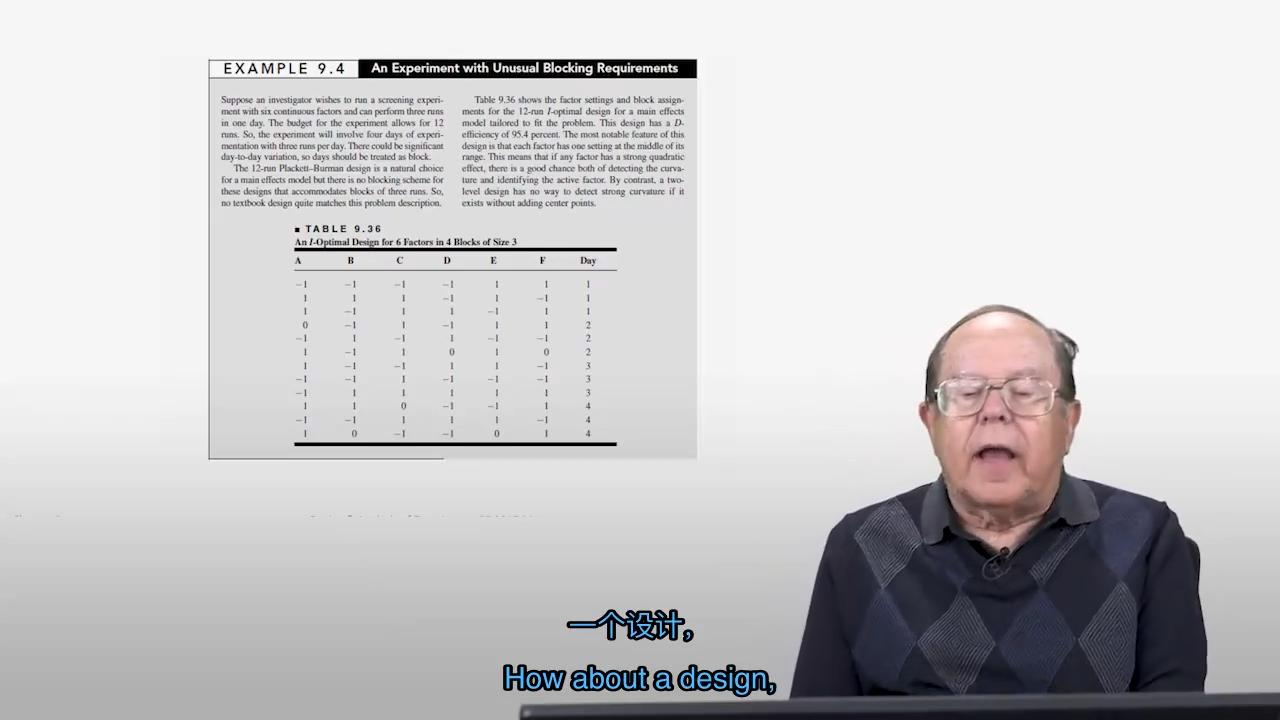 EXAMPLE 9.4 An Experiment with Unusual Blocking Requirements
Suppose an investigator wishes to run a screening experi-
ment with six continuous factors and can perform three runs
in one day. The budget for the experiment allows for 12
runs. So, the experiment will involve four days of experi-
mentation with three runs per day. There could be significant
day-to-day variation, so days should be treated as block.
The 12-run Plackett–Burman design is a natural choice
for a main effects model but there is no blocking scheme for
these designs that accommodates blocks of three runs. So,
no textbook design quite matches this problem description.
Table 9.36 shows the factor settings and block assign-
ments for the 12-run I-optimal design for a main effects
model tailored to fit the problem. This design has a D-
efficiency of 95.4 percent. The most notable feature of this
design is that each factor has one setting at the middle of its
range. This means that if any factor has a strong quadratic
effect, there is a good chance both of detecting the curva-
ture and identifying the active factor. By contrast, a two-
level design has no way to detect strong curvature if it
exists without adding center points.
■ TABLE 9.36
An I-Optimal Design for 6 Factors in 4 Blocks of Size 3
A B C D E F Day
−1 −1 −1 −1 1 1 1
1 1 1 −1 1 −1 1
1 −1 1 1 −1 1 1
0 −1 1 −1 1 1 2
−1 1 −1 1 −1 −1 2
1 −1 1 0 1 0 2
1 −1 −1 1 1 −1 3
−1 −1 1 −1 −1 −1 3
−1 1 1 1 1 1 3
1 1 0 −1 −1 1 4
−1 −1 1 1 1 −1 4
1 0 −1 −1 0 1 4
一个设计,
How about a design,